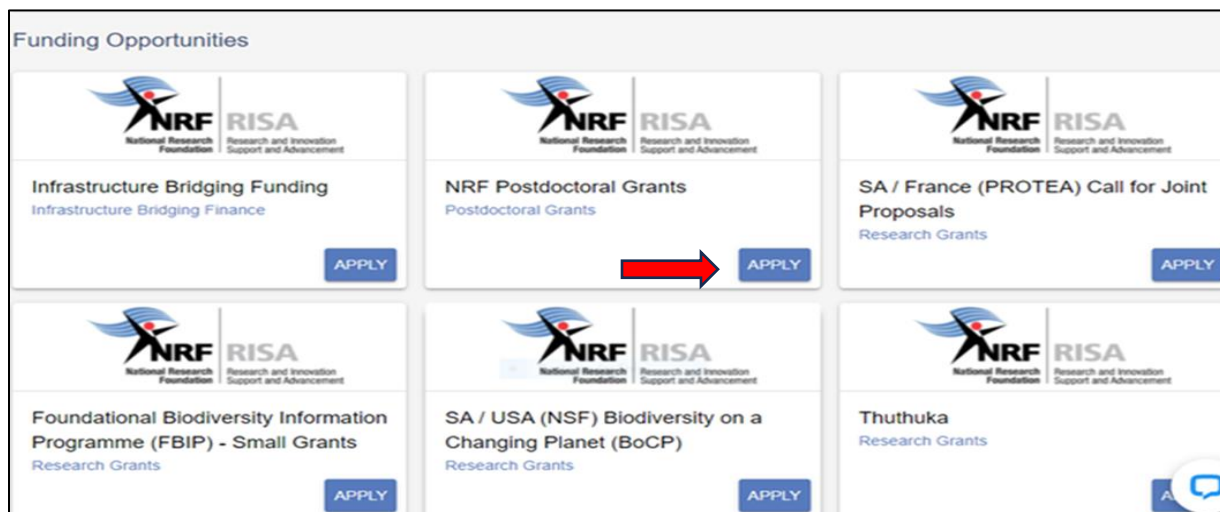 Funding Opportunities
NRF RISA
National Research Foundation Research and Innovation Support and Advancement
NRF RISA
National Research Foundation Research and Innovation Support and Advancement
NRF RISA
National Research Foundation Research and Innovation Support and Advancement
Infrastructure Bridging Funding
Infrastructure Bridging Finance
APPLY
NRF Postdoctoral Grants
Postdoctoral Grants
APPLY
SA / France (PROTEA) Call for Joint
Proposals
Research Grants
APPLY
NRF RISA
National Research Foundation Research and Innovation Support and Advancement
NRF RISA
National Research Foundation Research and Innovation Support and Advancement
NRF RISA
National Research Foundation Research and Innovation Support and Advancement
Foundational Biodiversity Information
Programme (FBIP) - Small Grants
Research Grants
APPLY
SA / USA (NSF) Biodiversity on a
Changing Planet (BoCP)
Research Grants
APPLY
Thuthuka
Research Grants